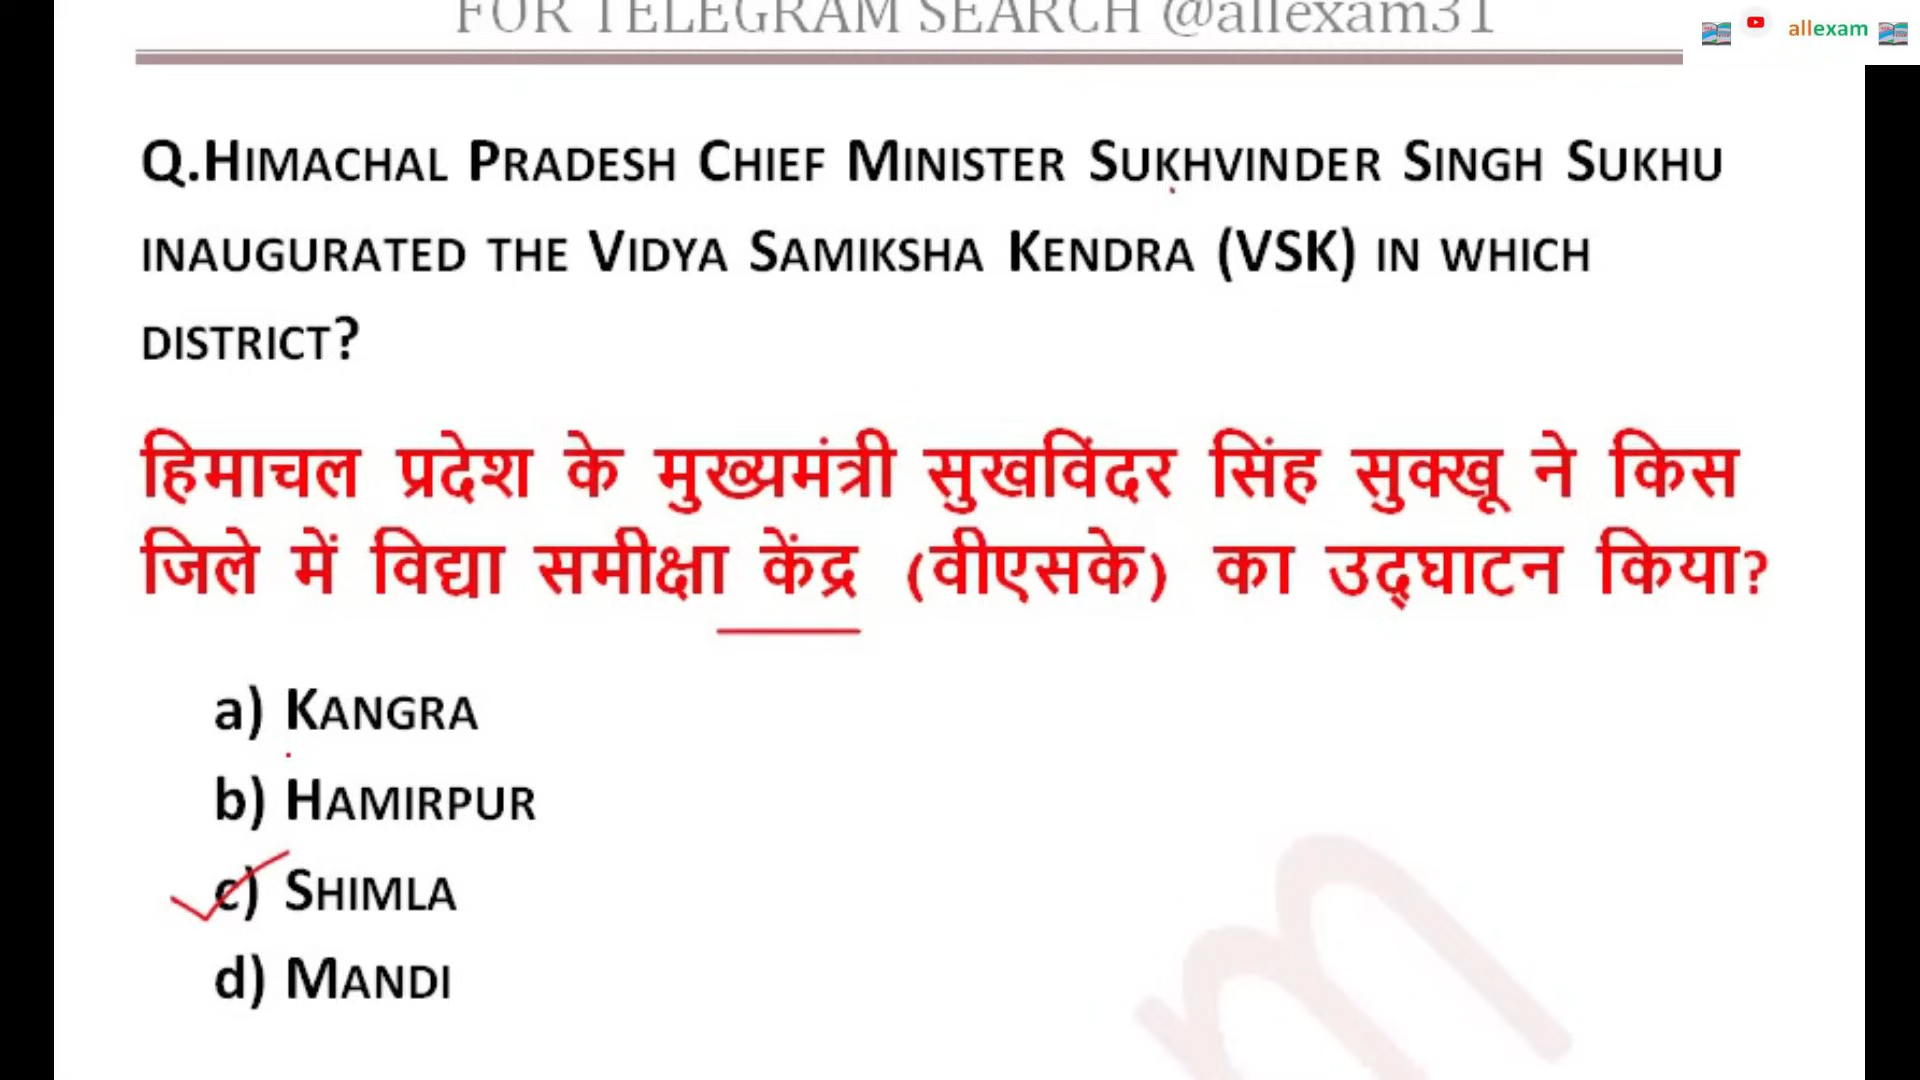 FOR TELEGRAM SEARCH @allexam31
allexam
Q.HIMACHAL PRADESH CHIEF MINISTER SUKHVINDER SINGH SUKHU
INAUGURATED THE VIDYA SAMIKSHA KENDRA (VSK) IN WHICH
DISTRICT?
हिमाचल प्रदेश के मुख्यमंत्री सुखविंदर सिंह सुक्खू ने किस
जिले में विद्या समीक्षा केंद्र (वीएसके) का उद्घाटन किया?
a) KANGRA
b) HAMIRPUR
c) SHIMLA
d) MANDI